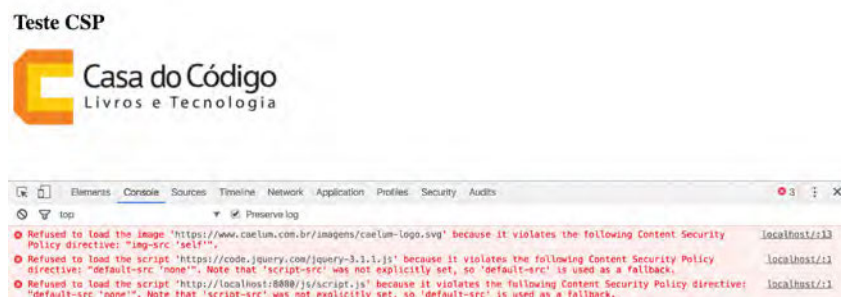 Teste CSP
Casa do Código
Livros e Tecnologia
Elements Console Sources Timeline Network Application Profiles Security Audits 3
top Preserve log
Refused to load the image 'https://www.caelum.com.br/imagens/caelum-logo.svg' because it violates the following Content Security localhost/:13
Policy directive: "img-src 'self'".
Refused to load the script 'https://code.jquery.com/jquery-3.1.1.js' because it violates the following Content Security Policy localhost/:1
directive: "default-src 'none'". Note that 'script-src' was not explicitly set, so 'default-src' is used as a fallback.
Refused to load the script 'http://localhost:8080/js/script.js' because it violates the following Content Security Policy directive: localhost/:1
"default-src 'none'". Note that 'script-src' was not explicitly set, so 'default-src' is used as a fallback.